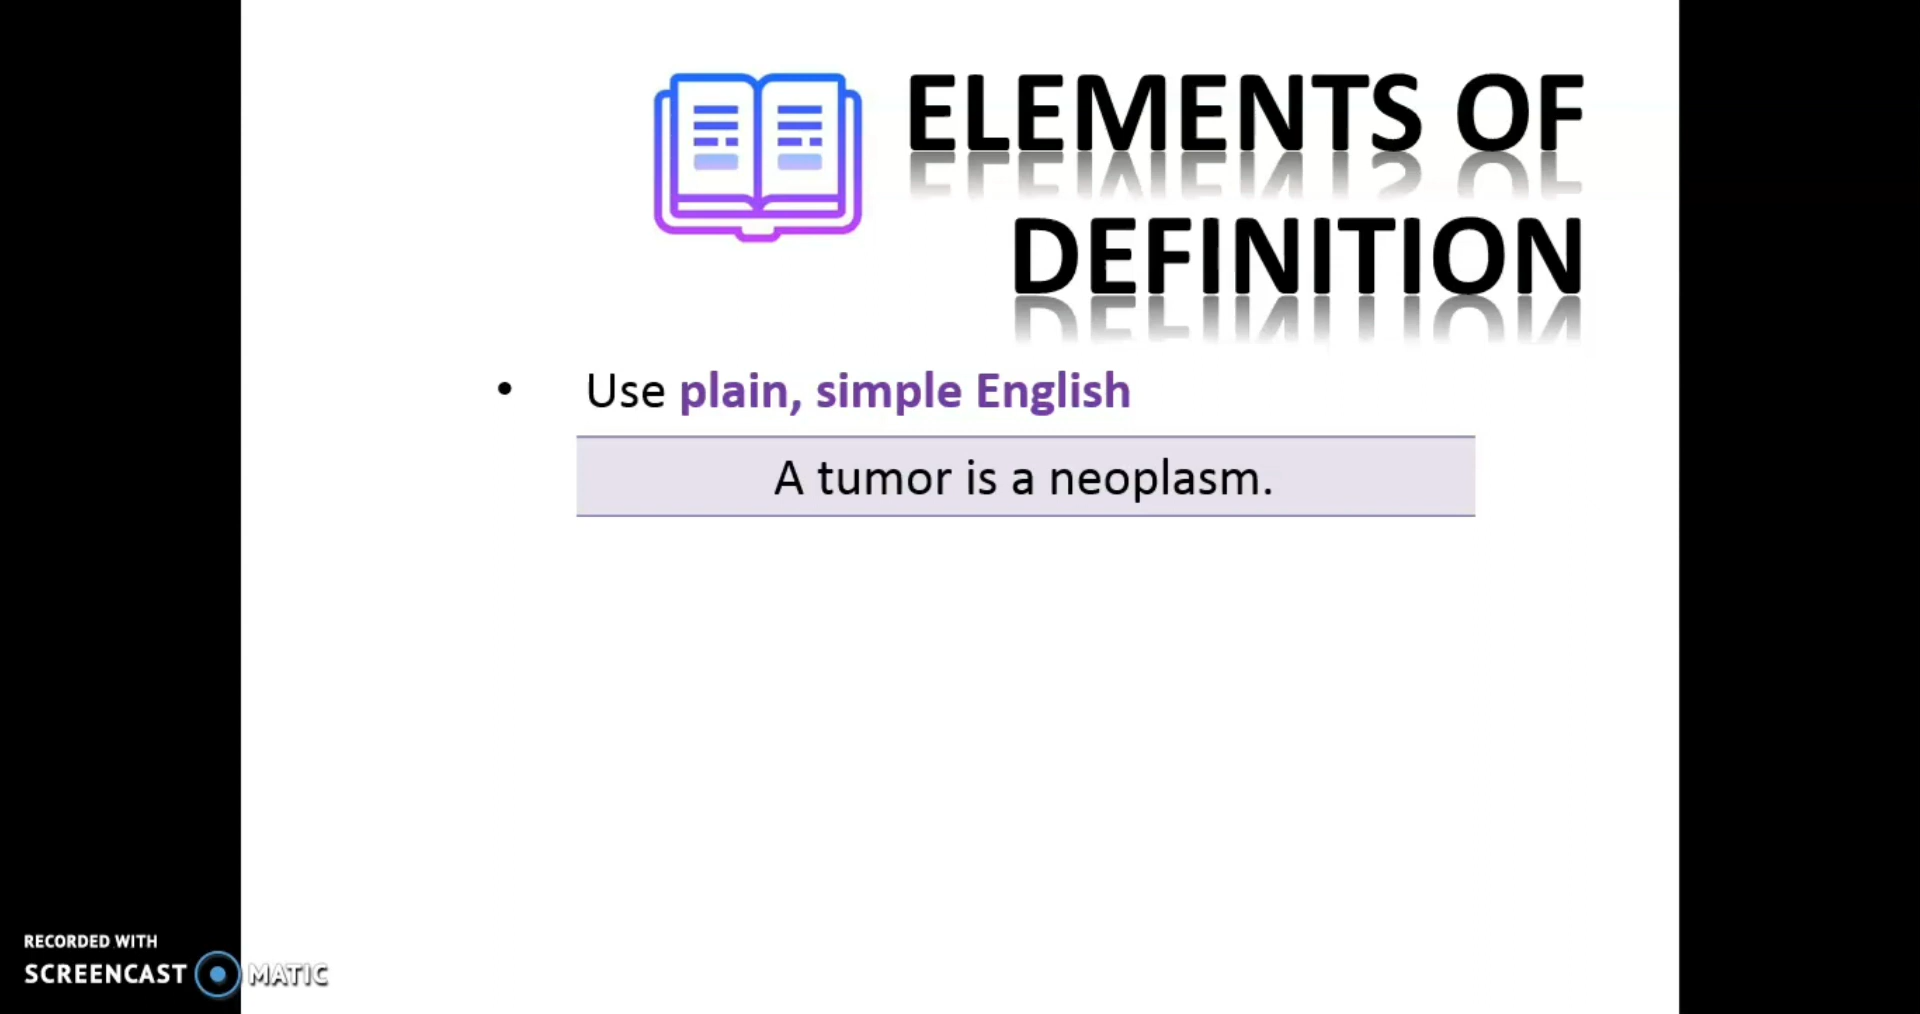 ELEMENTS OF
DEFINITION
• Use plain, simple English
A tumor is a neoplasm.
RECORDED WITH
SCREENCAST MATIC